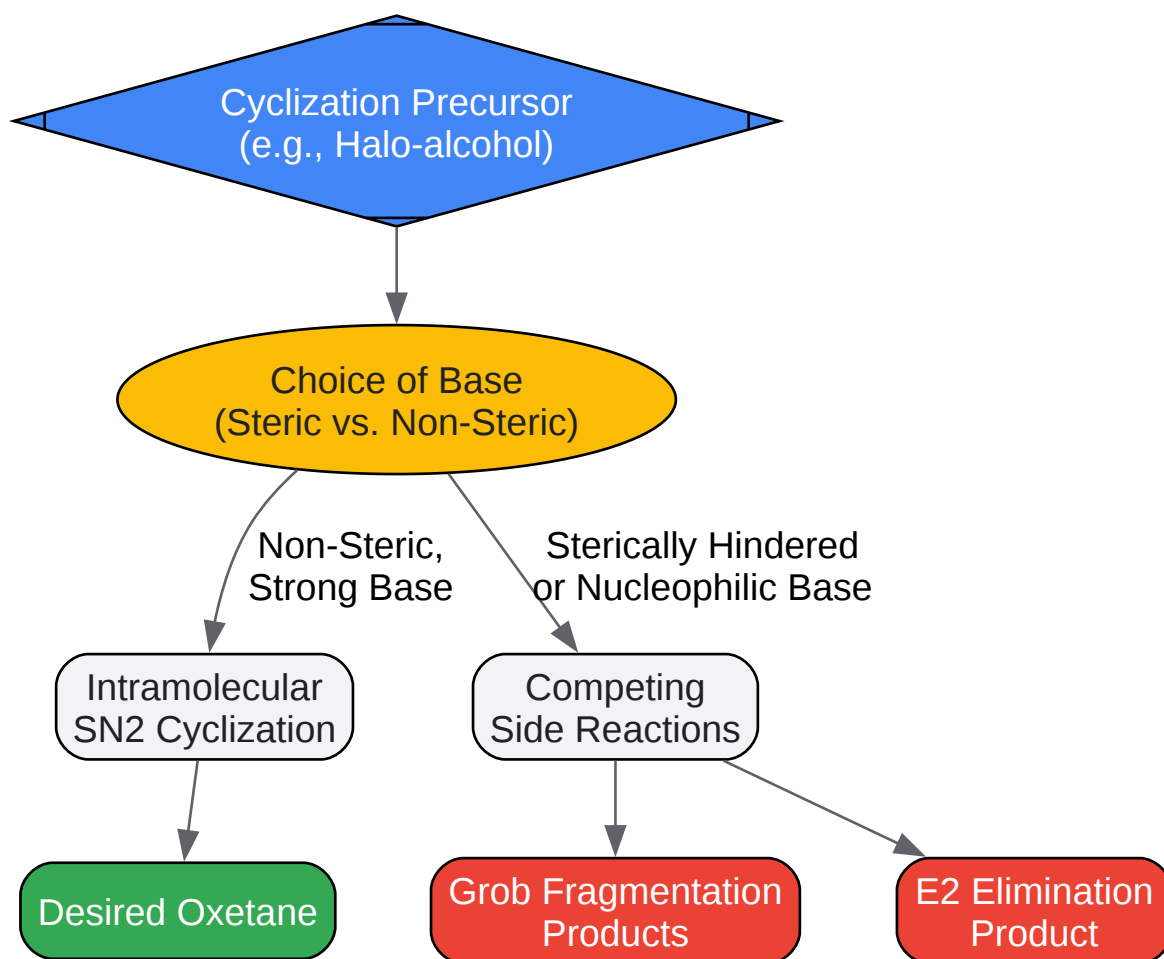 Cyclization Precursor
(e.g., Halo-alcohol)
Choice of Base
(Steric vs. Non-Steric)
Non-Steric,
Strong Base
Sterically Hindered
or Nucleophilic Base
Intramolecular
SN2 Cyclization
Competing
Side Reactions
Desired Oxetane
Grob Fragmentation
Products
E2 Elimination
Product